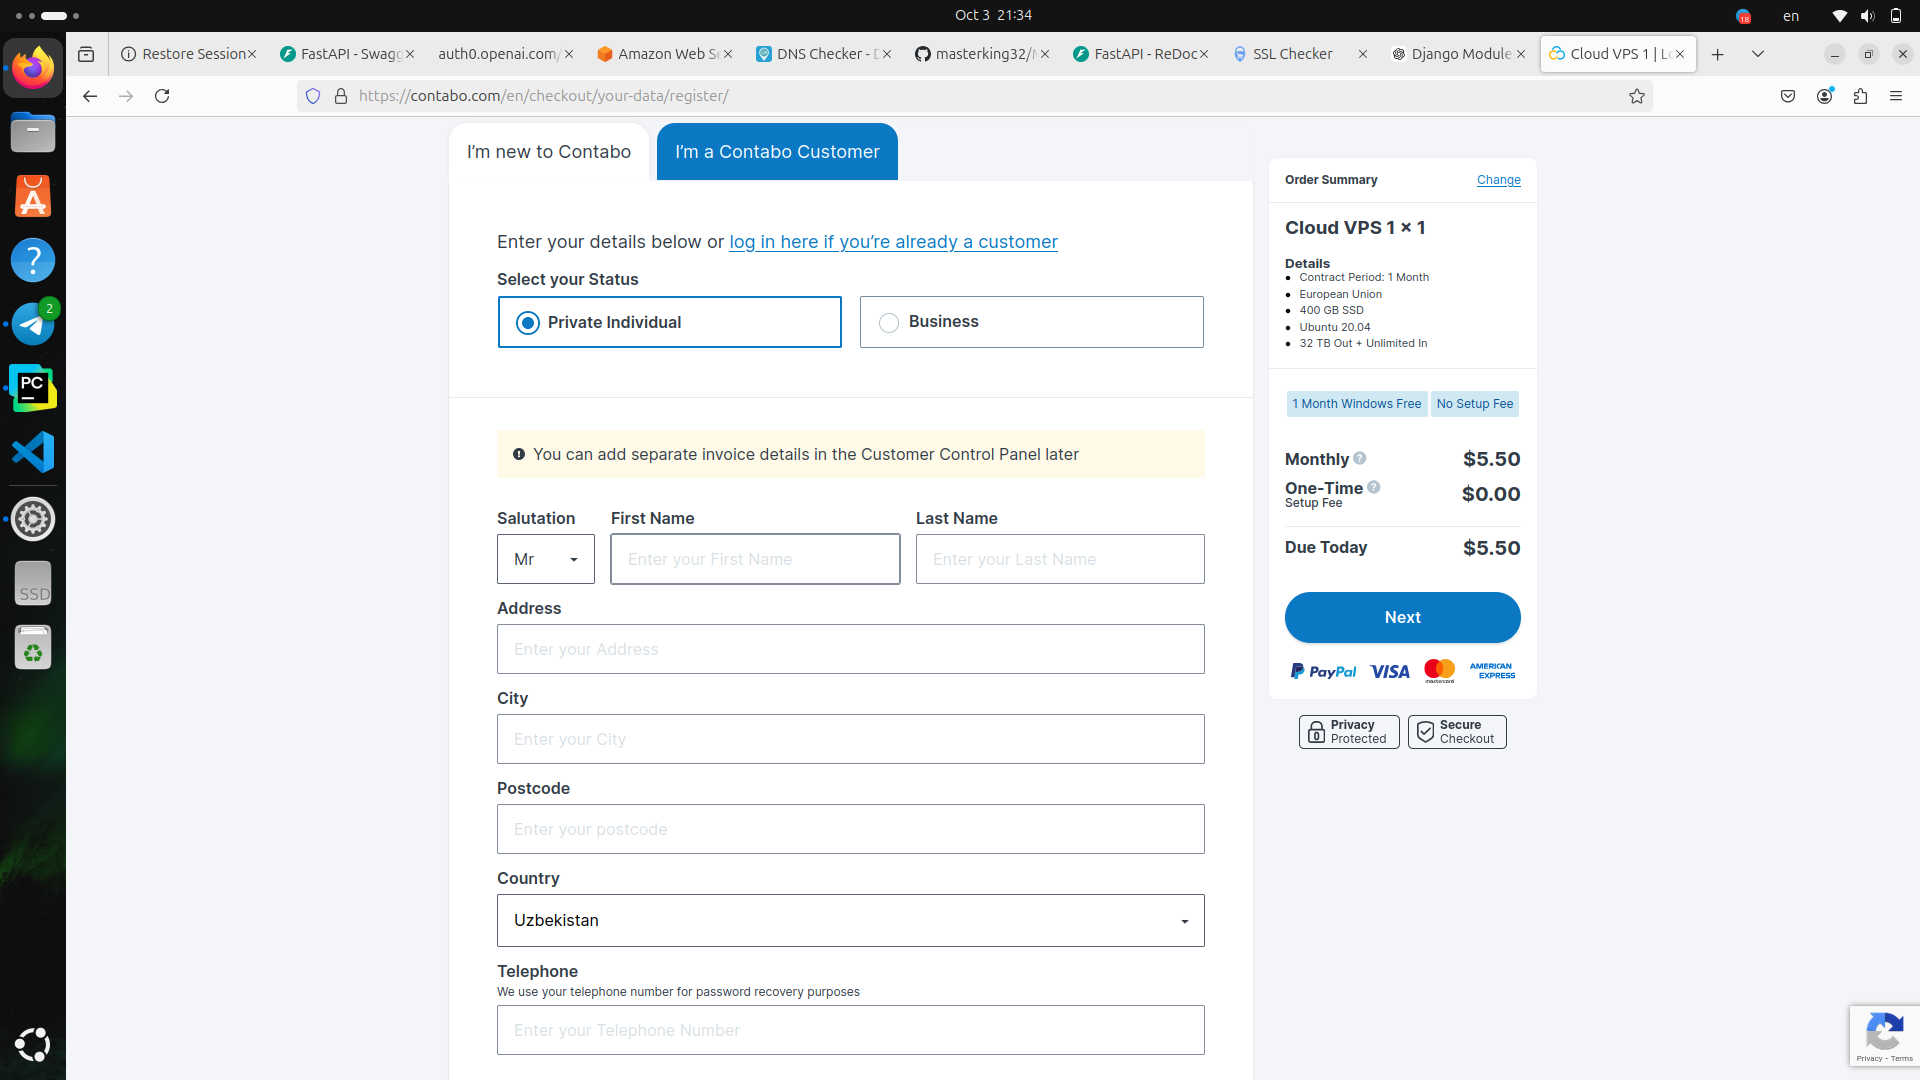 Oct 3 21:34
18
en
Restore Session
FastAPI - Swagg
auth0.openai.com/
Amazon Web Se
DNS Checker - D
masterking32/M
FastAPI - ReDoc
SSL Checker
Django Module
Cloud VPS 1 | Lo
https://contabo.com/en/checkout/your-data/register/
I'm new to Contabo
I'm a Contabo Customer
Enter your details below or log in here if you're already a customer
Select your Status
Private Individual
Business
You can add separate invoice details in the Customer Control Panel later
Salutation
First Name
Last Name
Mr
Enter your First Name
Enter your Last Name
Address
Enter your Address
City
Enter your City
Postcode
Enter your postcode
Country
Uzbekistan
Telephone
We use your telephone number for password recovery purposes
Enter your Telephone Number
Order Summary
Change
Cloud VPS 1 × 1
Details
Contract Period: 1 Month
European Union
400 GB SSD
Ubuntu 20.04
32 TB Out + Unlimited In
1 Month Windows Free
No Setup Fee
Monthly ?
$5.50
One-Time ?
Setup Fee
$0.00
Due Today
$5.50
Next
PayPal
VISA
mastercard
AMERICAN
EXPRESS
Privacy
Protected
Secure
Checkout
Privacy - Terms
2
PC
SSD